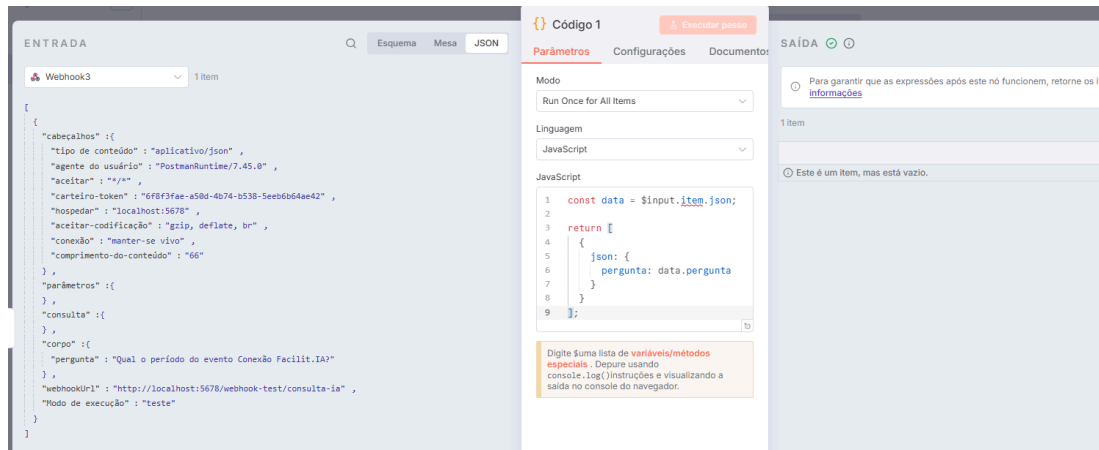 {} Código 1
Executar passo
ENTRADA
Esquema
Mesa
JSON
Parâmetros
Configurações
Documentos
SAÍDA
Webhook3
1 item
Modo
Run Once for All Items
Linguagem
JavaScript
JavaScript
Para garantir que as expressões após este nó funcionem, retorne os i
informações
1 item
Este é um item, mas está vazio.
[
{
"cabeçalhos" :{
"tipo de conteúdo" : "aplicativo/json" ,
"agente do usuário" : "PostmanRuntime/7.45.0" ,
"aceitar" : "*/*" ,
"carteiro-token" : "6f8f3fae-a50d-4b74-b538-5eeb6b64ae42" ,
"hospedar" : "localhost:5678" ,
"aceitar-codificação" : "gzip, deflate, br" ,
"conexão" : "manter-se vivo" ,
"comprimento-do-conteúdo" : "66"
} ,
"parâmetros" :{
} ,
"consulta" :{
} ,
"corpo" :{
"pergunta" : "Qual o período do evento Conexão Facilit.IA?"
} ,
"webhookUrl" : "http://localhost:5678/webhook-test/consulta-ia" ,
"Modo de execução" : "teste"
}
]
1 const data = $input.item.json;
2
3 return [
4 {
5 json: {
6 pergunta: data.pergunta
7 }
8 }
9 ];
Digite $uma lista de variáveis/métodos
especiais . Depure usando
console.log()instruções e visualizando a
saída no console do navegador.